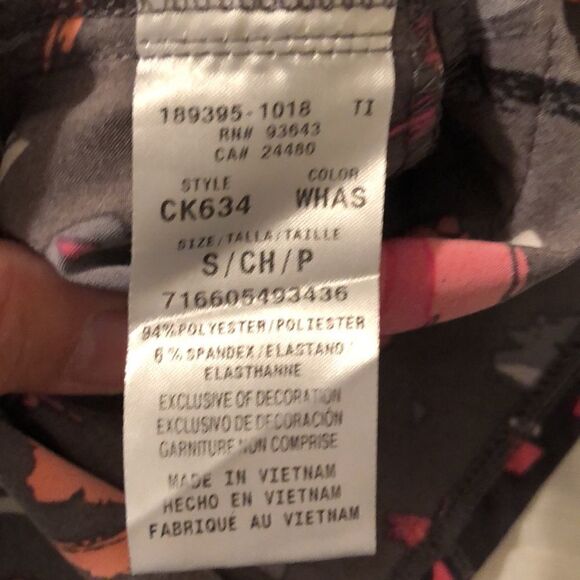 189395-1018 TI
RN# 93643
CA# 24480
STYLE COLOR
CK634 WHAS
SIZE/TALLA/TAILLE
S/CH/P
716605493436
94%POLYESTER/POLIESTER
6%SPANDEX/ELASTANO
ELASTHANNE
EXCLUSIVE OF DECORATION
EXCLUSIVO DE DECORACIÓN
GARNITURE NON COMPRISE
MADE IN VIETNAM
HECHO EN VIETNAM
FABRIQUÉ AU VIETNAM